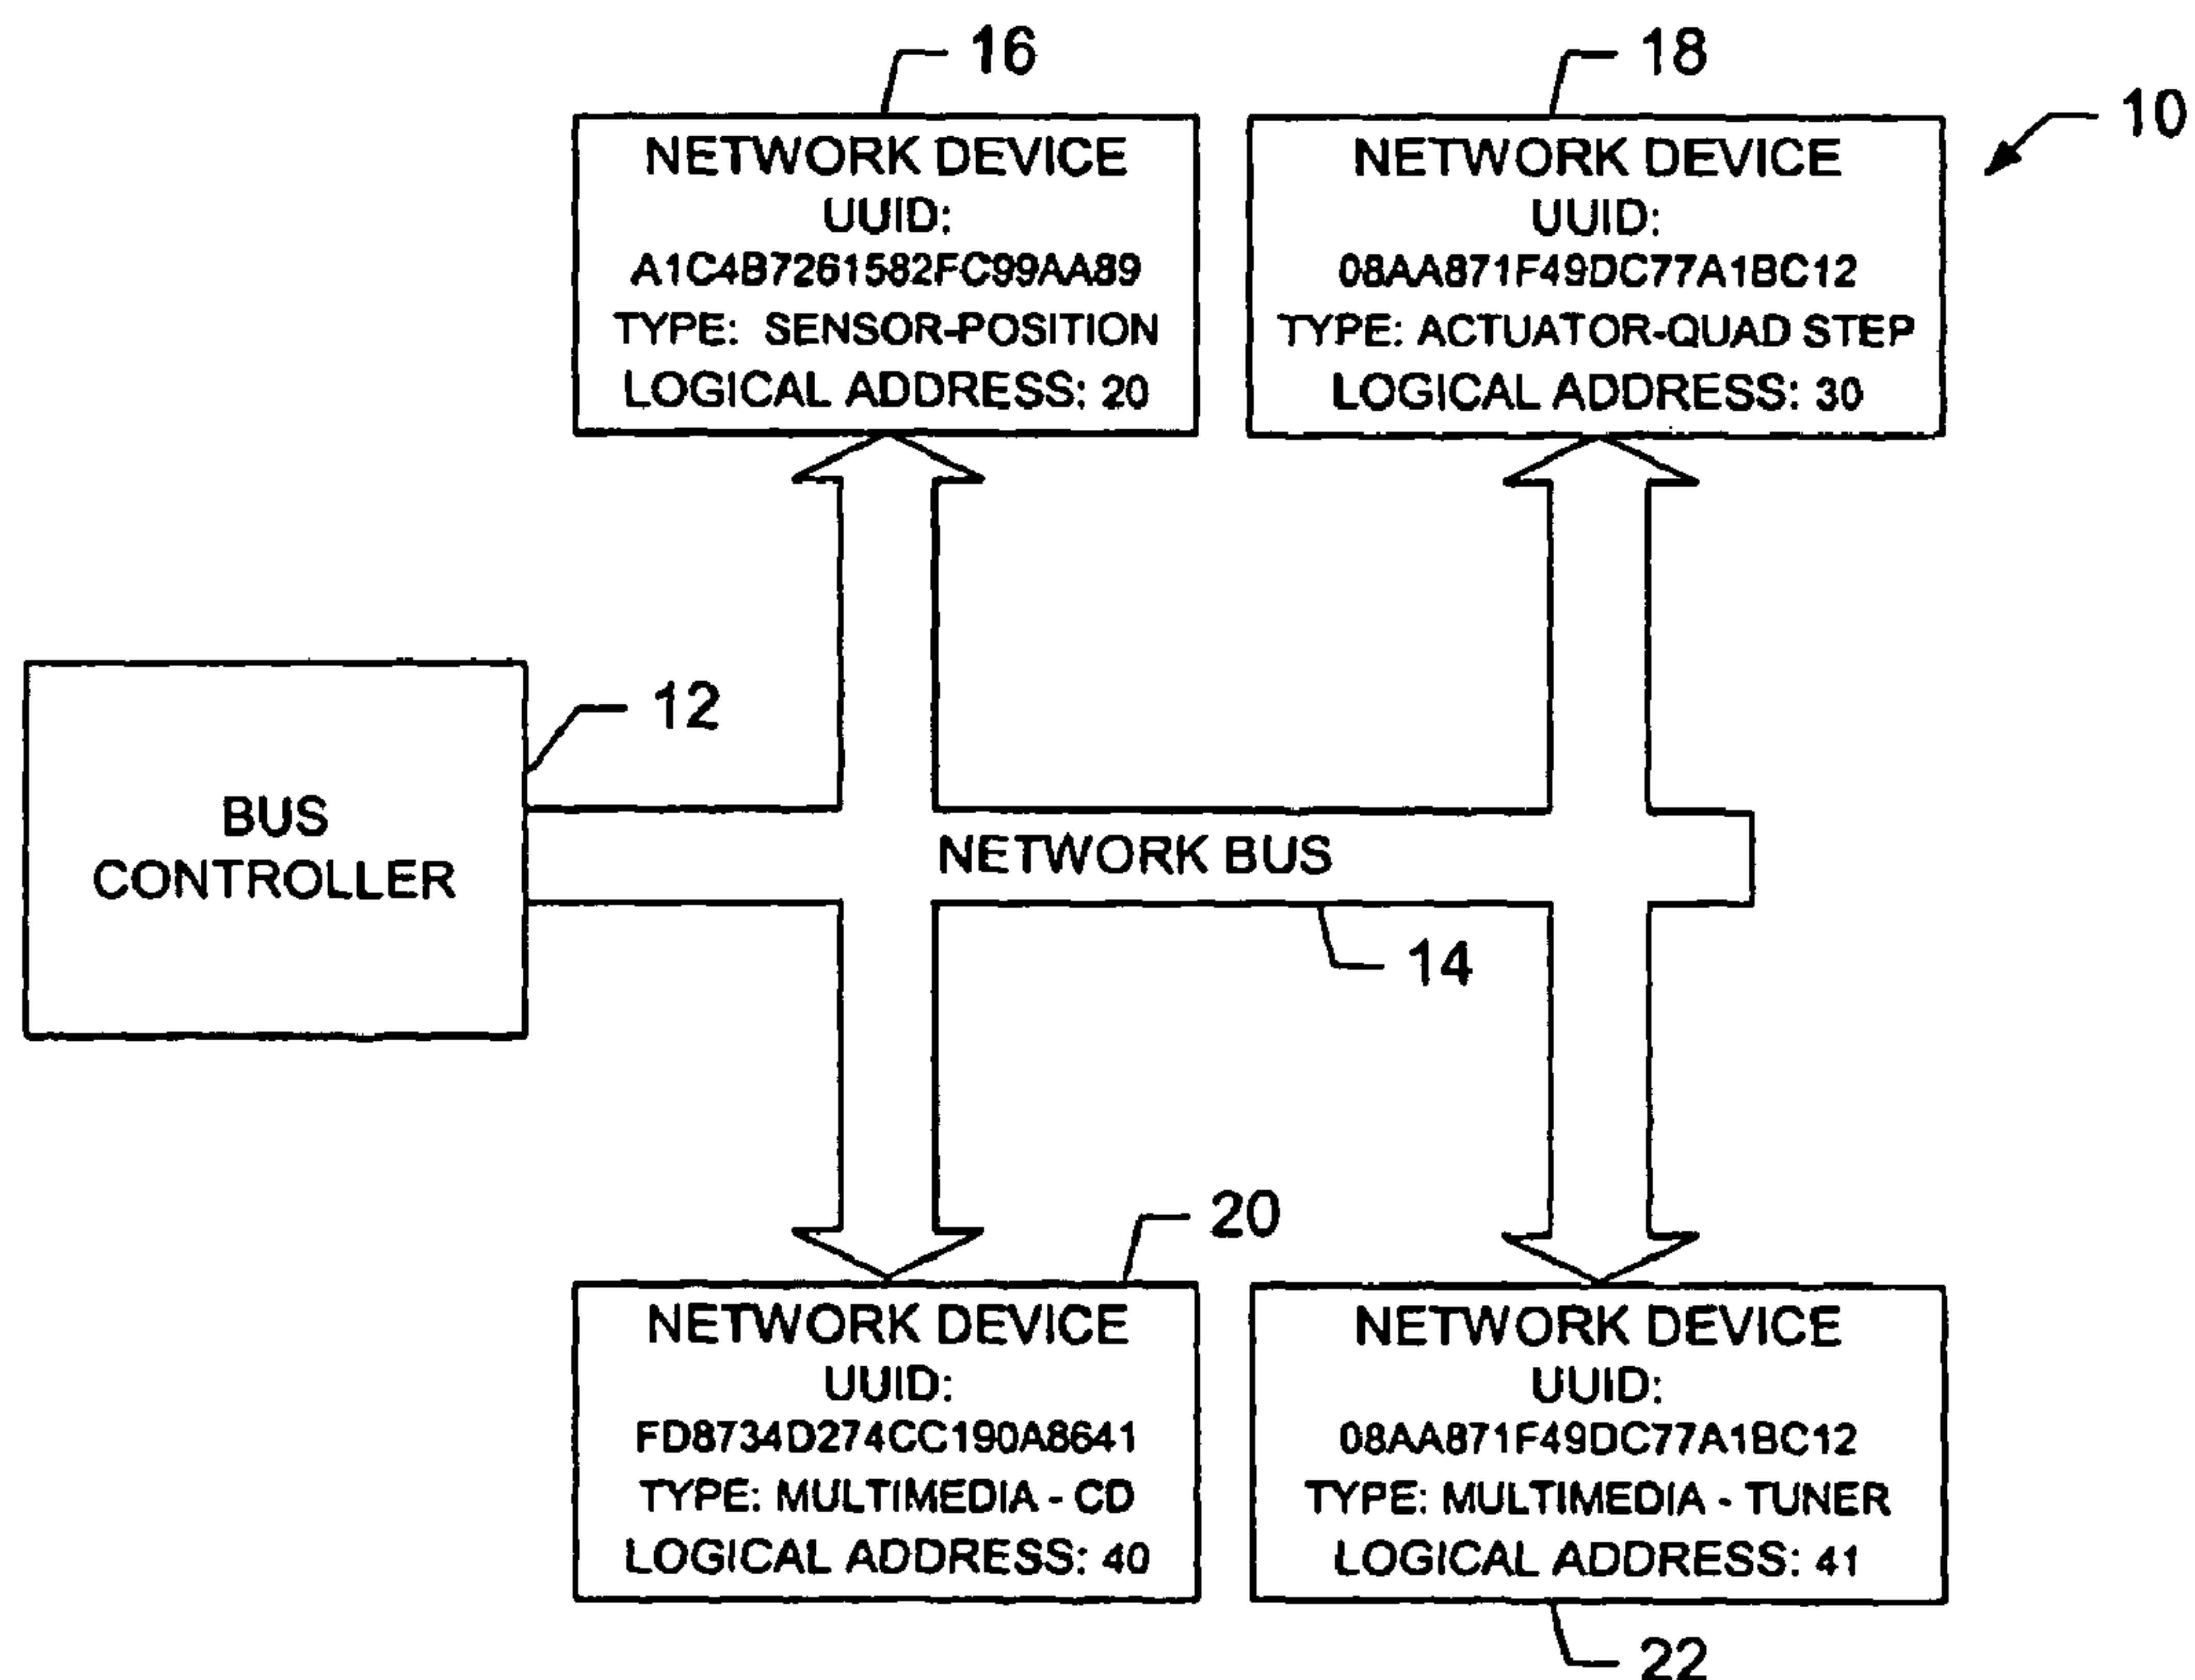 16
18
10
NETWORK DEVICE
UUID:
A1C4B7261582FC99AA89
TYPE: SENSOR-POSITION
LOGICAL ADDRESS: 20
NETWORK DEVICE
UUID:
08AA871F49DC77A1BC12
TYPE: ACTUATOR-QUAD STEP
LOGICAL ADDRESS: 30
12
BUS
CONTROLLER
NETWORK BUS
14
20
NETWORK DEVICE
UUID:
FD8734D274CC190A8641
TYPE: MULTIMEDIA - CD
LOGICAL ADDRESS: 40
NETWORK DEVICE
UUID:
08AA871F49DC77A1BC12
TYPE: MULTIMEDIA - TUNER
LOGICAL ADDRESS: 41
22